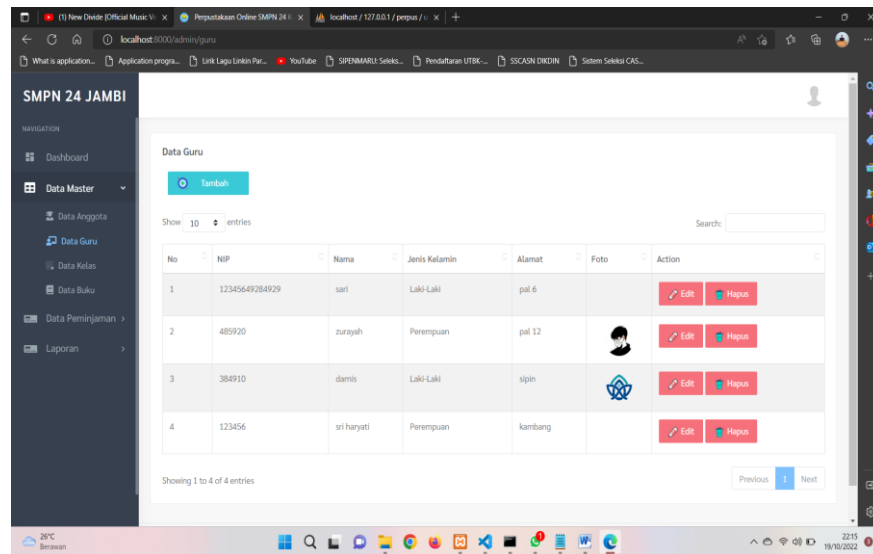 (1) New Divide [Official Music Vi
Perpustakaan Online SMPN 24 
localhost / 127.0.0.1 / perpus / 
localhost:8000/admin/guru
What is application...
Application progra...
Lirik Lagu Linkin Par...
YouTube
SIPENMARU: Seleks...
Pendaftaran UTBK-...
SSCASN DIKDIN
Sistem Seleksi CAS...
SMPN 24 JAMBI
NAVIGATION
Dashboard
Data Master
Data Anggota
Data Guru
Data Kelas
Data Buku
Data Peminjaman
Laporan
Data Guru
Tambah
Show 10 entries
Search:
No NIP Nama Jenis Kelamin Alamat Foto Action
1 12345649284929 sari Laki-Laki pal 6 Edit Hapus
2 485920 zurayah Perempuan pal 12 Edit Hapus
3 384910 damis Laki-Laki sipin Edit Hapus
4 123456 sri haryati Perempuan kambang Edit Hapus
Showing 1 to 4 of 4 entries
Previous 1 Next
26°C
Berawan
22:15
19/10/2022